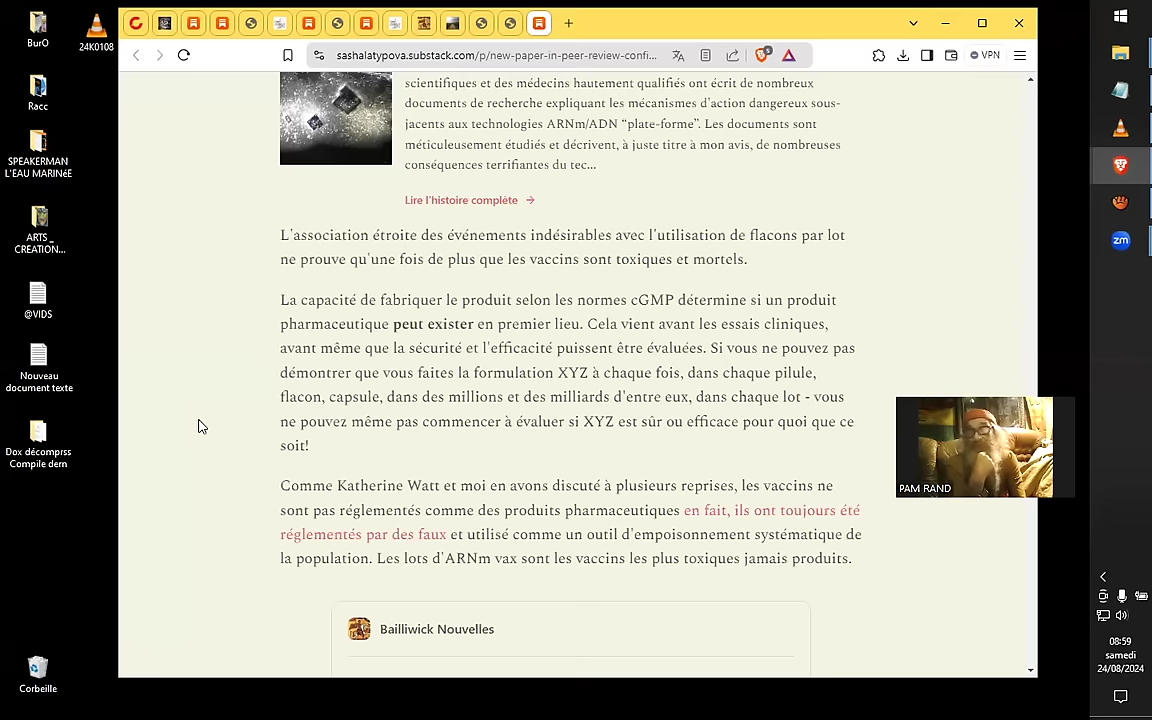 BurO
24K0108
Racc
SPEAKERMAN
L'EAU MARINéE
ARTS _
CREATION...
@VIDS
Nouveau
document texte
Dox décomprss
Compile dern
Corbeille
sashalatypova.substack.com/p/new-paper-in-peer-review-confi...
VPN
scientifiques et des médecins hautement qualifiés ont écrit de nombreux
documents de recherche expliquant les mécanismes d'action dangereux sous-
jacents aux technologies ARNm/ADN “plate-forme”. Les documents sont
méticuleusement étudiés et décrivent, à juste titre à mon avis, de nombreuses
conséquences terrifiantes du tec...
Lire l'histoire complète →
L'association étroite des événements indésirables avec l'utilisation de flacons par lot
ne prouve qu'une fois de plus que les vaccins sont toxiques et mortels.
La capacité de fabriquer le produit selon les normes cGMP détermine si un produit
pharmaceutique peut exister en premier lieu. Cela vient avant les essais cliniques,
avant même que la sécurité et l'efficacité puissent être évaluées. Si vous ne pouvez pas
démontrer que vous faites la formulation XYZ à chaque fois, dans chaque pilule,
flacon, capsule, dans des millions et des milliards d'entre eux, dans chaque lot - vous
ne pouvez même pas commencer à évaluer si XYZ est sûr ou efficace pour quoi que ce
soit!
Comme Katherine Watt et moi en avons discuté à plusieurs reprises, les vaccins ne
sont pas réglementés comme des produits pharmaceutiques en fait, ils ont toujours été
réglementés par des faux et utilisé comme un outil d'empoisonnement systématique de
la population. Les lots d'ARNm vax sont les vaccins les plus toxiques jamais produits.
Bailliwick Nouvelles
PAM RAND
zm
08:59
samedi
24/08/2024